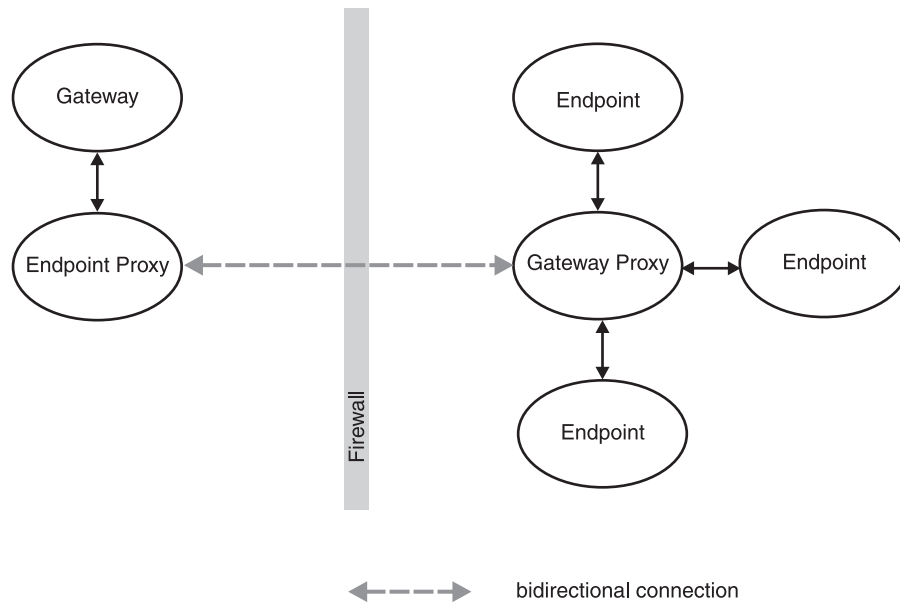 Gateway
Endpoint
Endpoint Proxy
Gateway Proxy
Endpoint
Firewall
Endpoint
bidirectional connection